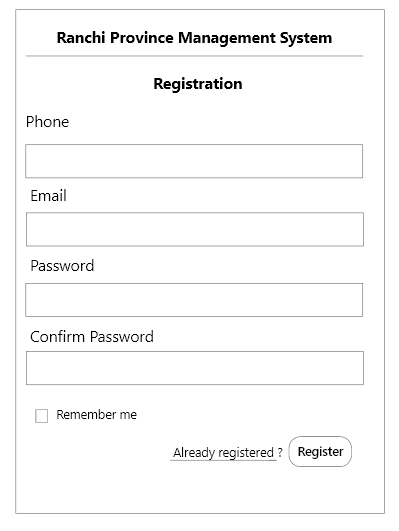 Ranchi Province Management System
Registration
Phone
Email
Password
Confirm Password
Remember me
Already registered ? Register